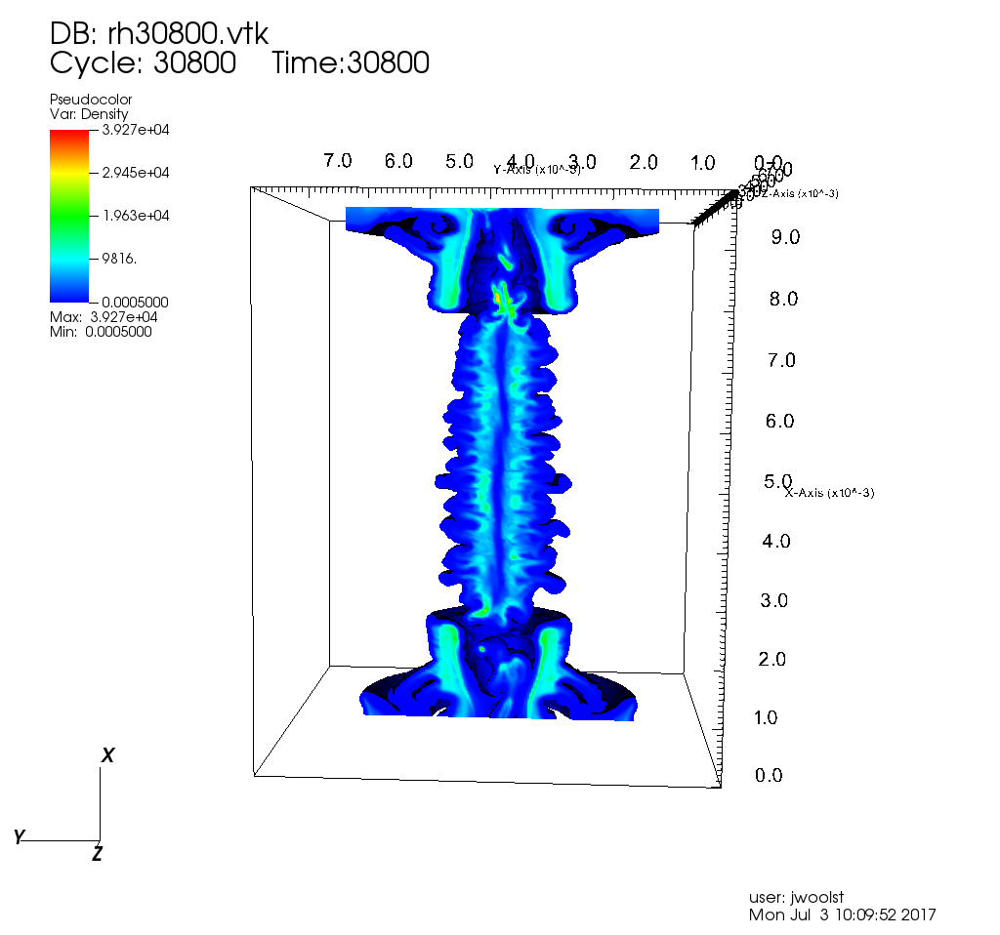 DB: rh30800.vtk
Cycle: 30800 Time:30800
Pseudocolor
Var: Density
3.927e+04
2.945e+04
1.963e+04
9816.
0.0005000
Max: 3.927e+04
Min: 0.0005000
7.0 6.0 5.0 4.0 3.0 2.0 1.0 0.0
Y-Axis (x10^-3)
Z-Axis (x10^-3)
9.0
8.0
7.0
6.0
5.0
X-Axis (x10^-3)
4.0
3.0
2.0
1.0
0.0
X
Y
Z
user: jwoolst
Mon Jul 3 10:09:52 2017